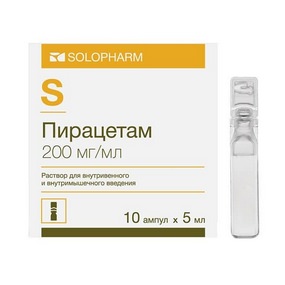 SOLOPHARM
S
Пирацетам
200 мг/мл
Раствор для внутривенного
и внутримышечного введения
10 ампул x 5 мл